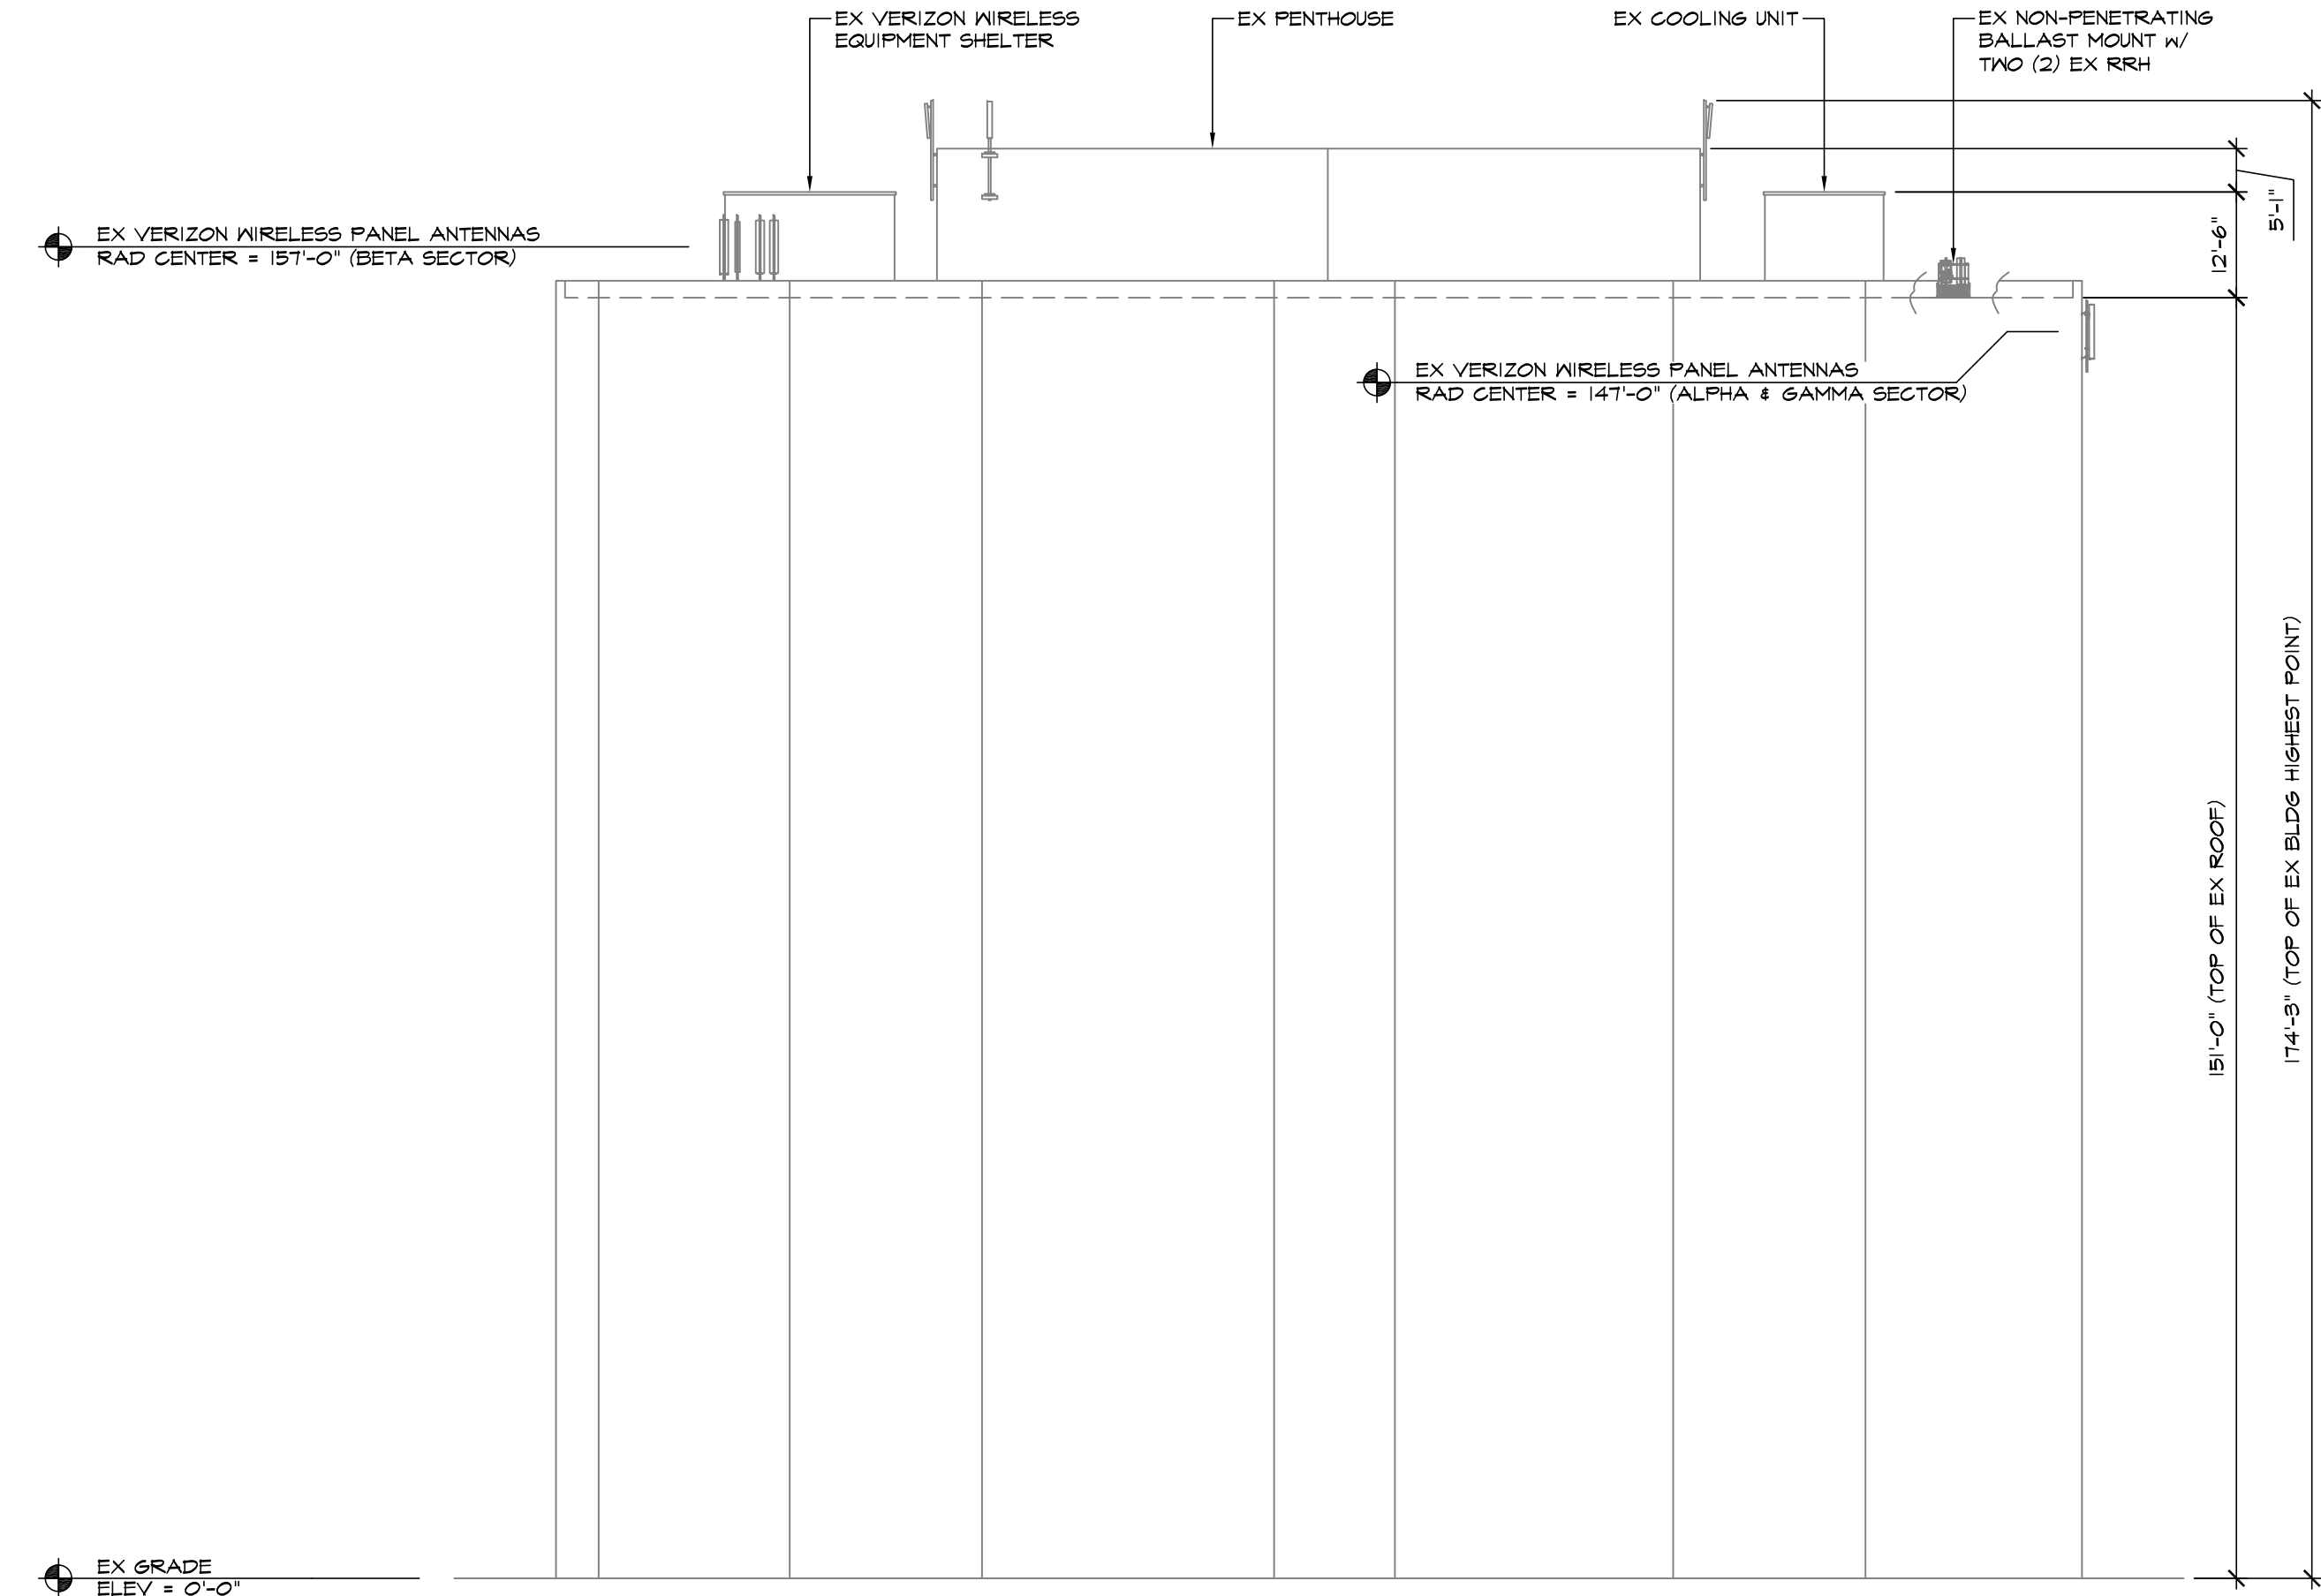 EX VERIZON WIRELESS
EQUIPMENT SHELTER
EX PENTHOUSE
EX COOLING UNIT
EX NON-PENETRATING
BALLAST MOUNT W/
TWO (2) EX RRH
EX VERIZON WIRELESS PANEL ANTENNAS
RAD CENTER = 157'-0" (BETA SECTOR)
5'-1"
12'-6"
EX VERIZON WIRELESS PANEL ANTENNAS
RAD CENTER = 147'-0" (ALPHA & GAMMA SECTOR)
151'-0" (TOP OF EX ROOF)
174'-3" (TOP OF EX BLDG HIGHEST POINT)
EX GRADE
ELEV = 0'-0"